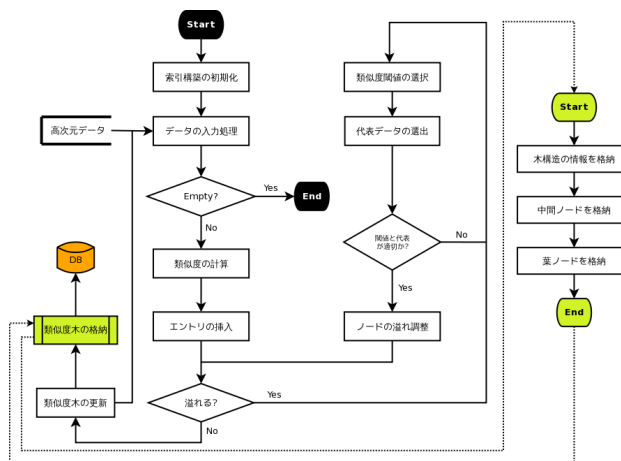 Start
索引構築の初期化
高次元データ
データの入力処理
Empty?
Yes
End
No
類似度の計算
エントリの挿入
溢れる?
Yes
No
DB
類似度木の格納
類似度木の更新
類似度閾値の選択
代表データの選出
閾値と代表
が適切か?
No
Yes
ノードの溢れ調整
Start
木構造の情報を格納
中間ノードを格納
葉ノードを格納
End